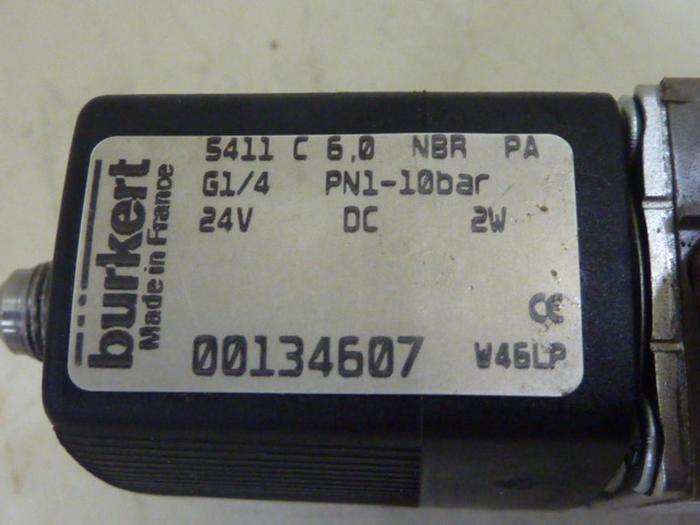 5411 C 6,0 NBR PA
G1/4 PN1-10bar
24V DC 2W
burkert
Made in France
00134607
CE
W46LP